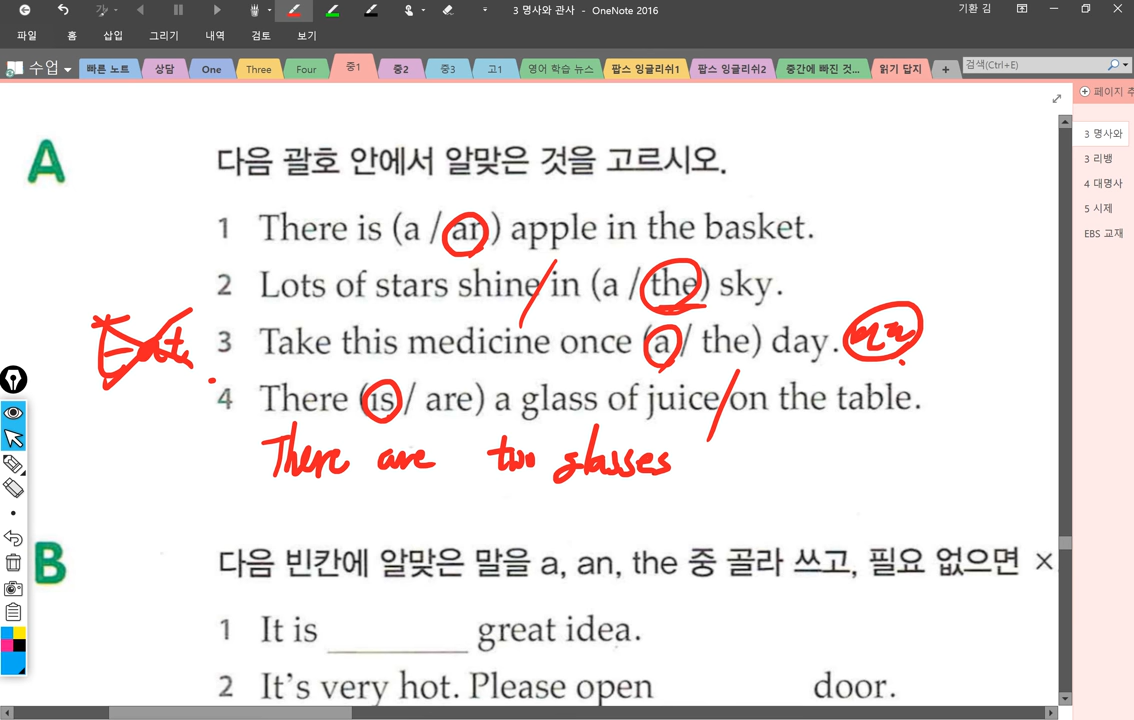 3 명사와 관사 - OneNote 2016
기환 김
파일 홈 삽입 그리기 내역 검토 보기
수업 빠른 노트 상담 One Three Four 중1 중2 중3 고1 영어 학습 뉴스 팝스 잉글리쉬1 팝스 잉글리쉬2 중간에 빠진 것... 읽기 답지 + 검색(Ctrl+E)
페이지 추
3 명사와
3 리뱅
4 대명사
5 시제
EBS 교재
A 다음 괄호 안에서 알맞은 것을 고르시오.
1 There is (a / an) apple in the basket.
2 Lots of stars shine in (a / the) sky.
Eat
3 Take this medicine once (a / the) day.
4 There (is / are) a glass of juice on the table.
There are two glasses
B 다음 빈칸에 알맞은 말을 a, an, the 중 골라 쓰고, 필요 없으면 ×
1 It is ________ great idea.
2 It's very hot. Please open door.